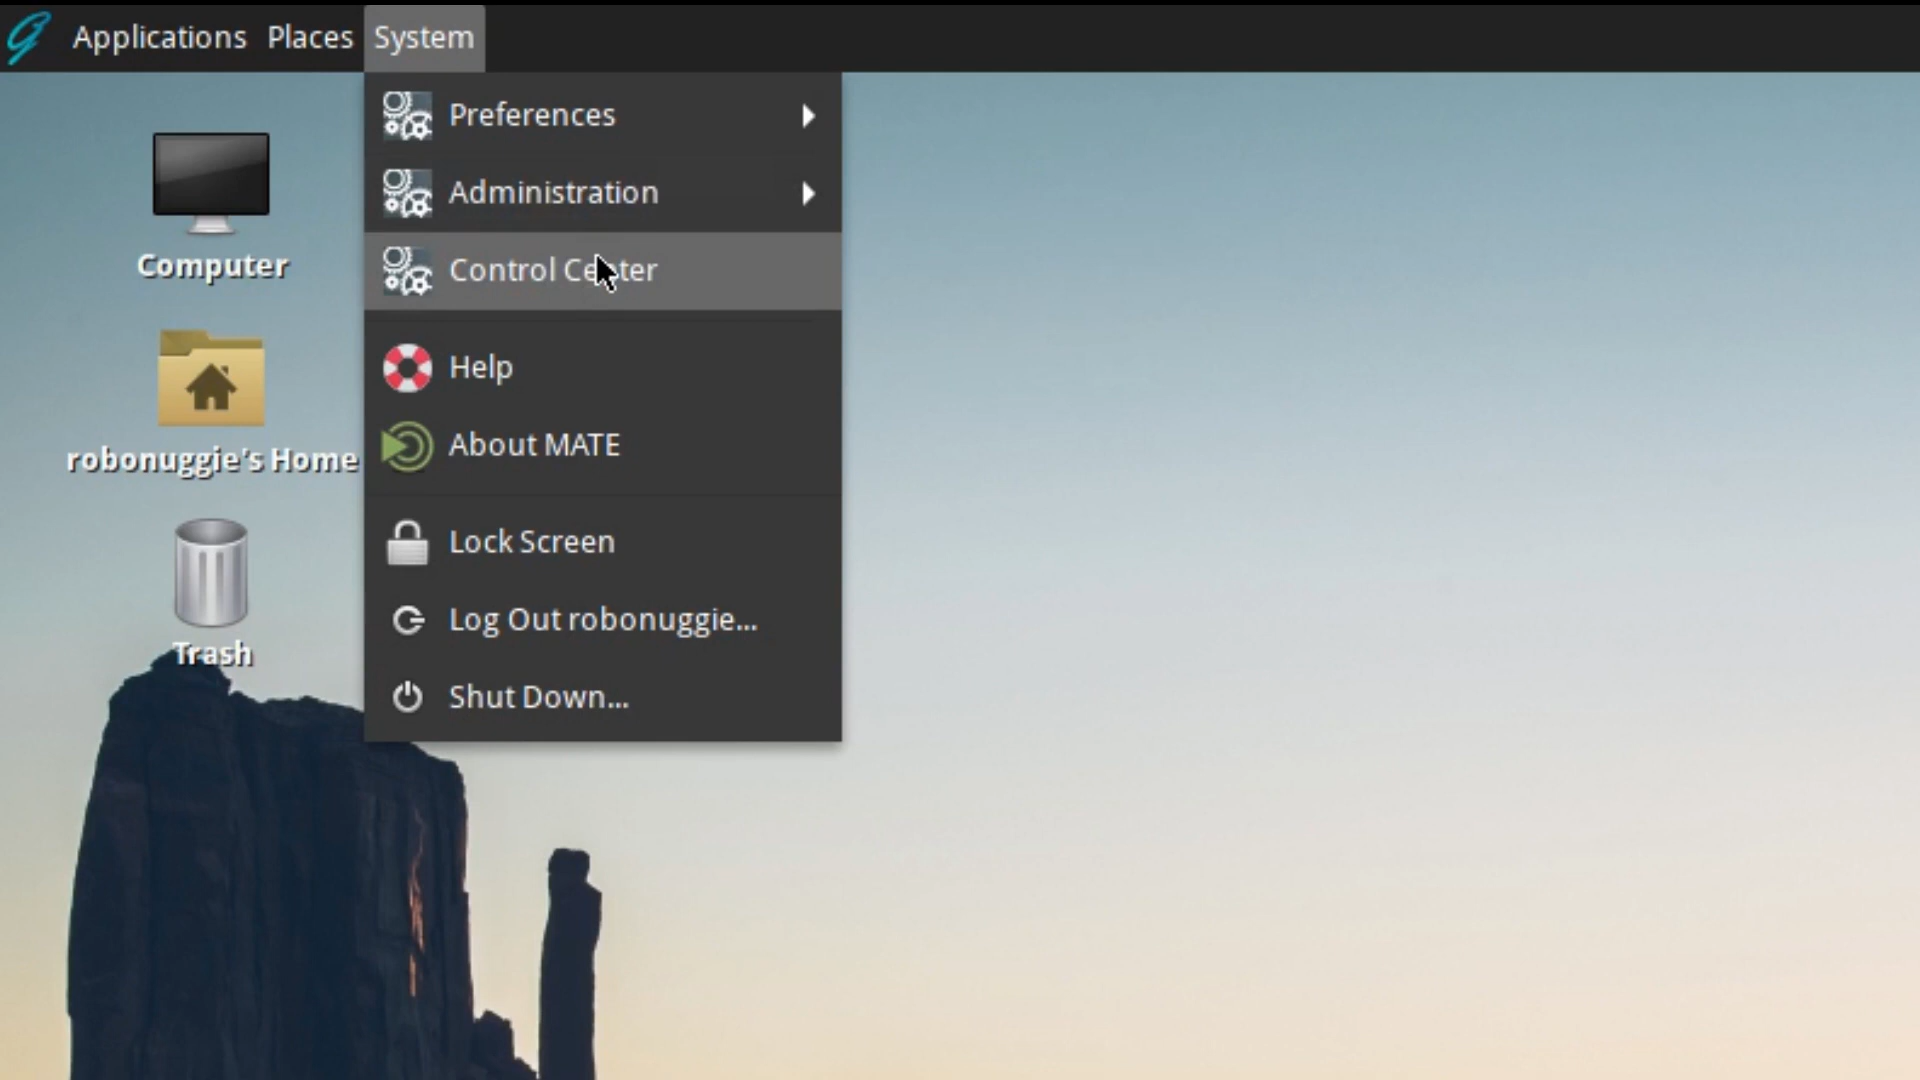 Applications Places System
Preferences
Administration
Control Center
Help
About MATE
Lock Screen
Log Out robonuggie...
Shut Down...
Computer
robonuggie's Home
Trash